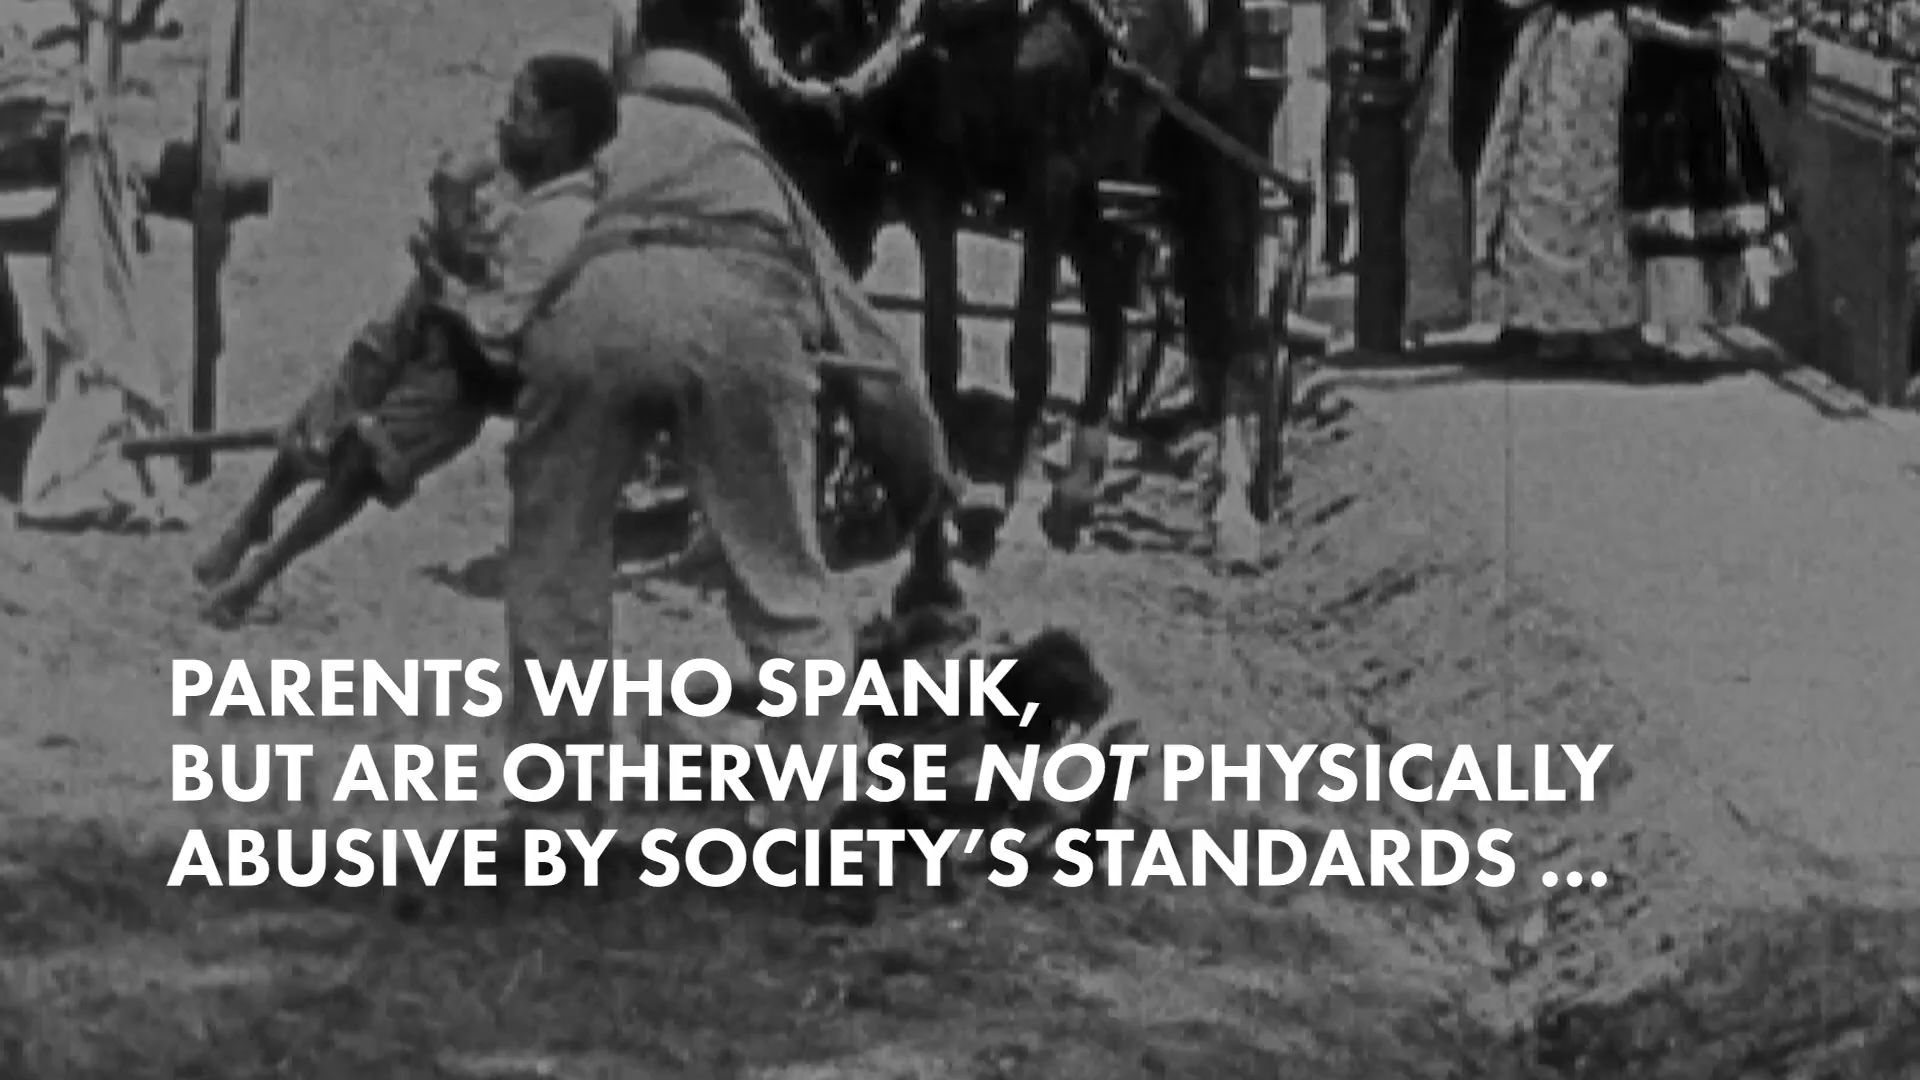 PARENTS WHO SPANK,
BUT ARE OTHERWISE NOT PHYSICALLY
ABUSIVE BY SOCIETY’S STANDARDS ...